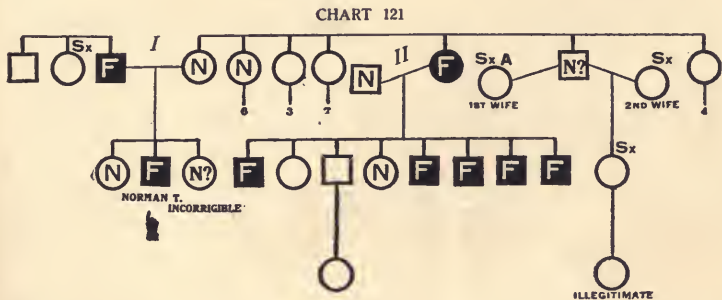 CHART 121
Sx I II Sx A Sx
F N N N F N?
1ST WIFE 2ND WIFE
6 3 7 4
Sx
N F N? F N F F F F
NORMAN T.
INCORRIGIBLE
ILLEGITIMATE